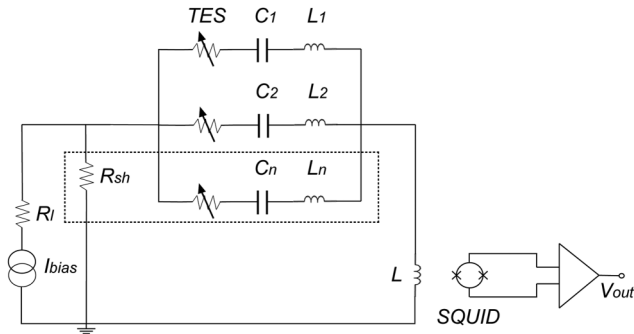 TES C1 L1
C2 L2
Cn Ln
Rsh
Rl
Ibias
L
Vout
SQUID